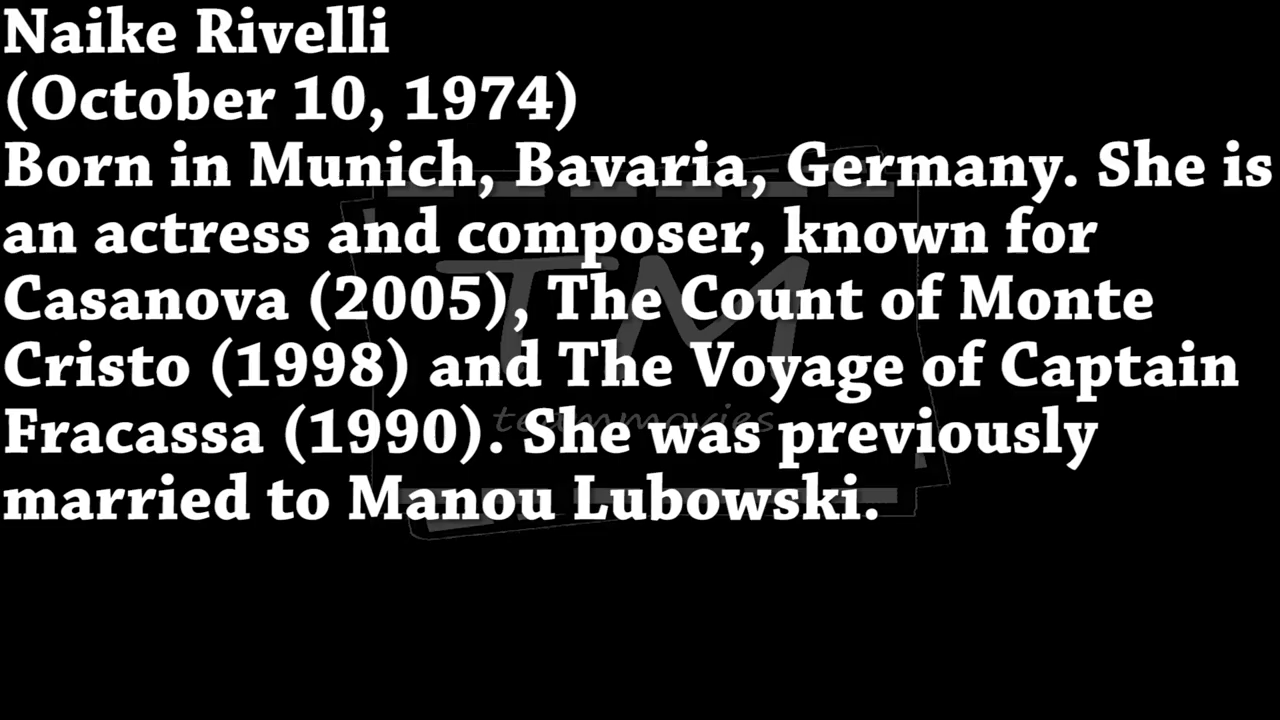 Naike Rivelli
(October 10, 1974)
Born in Munich, Bavaria, Germany. She is
an actress and composer, known for
Casanova (2005), The Count of Monte
Cristo (1998) and The Voyage of Captain
Fracassa (1990). She was previously
married to Manou Lubowski.
TM
teammovies